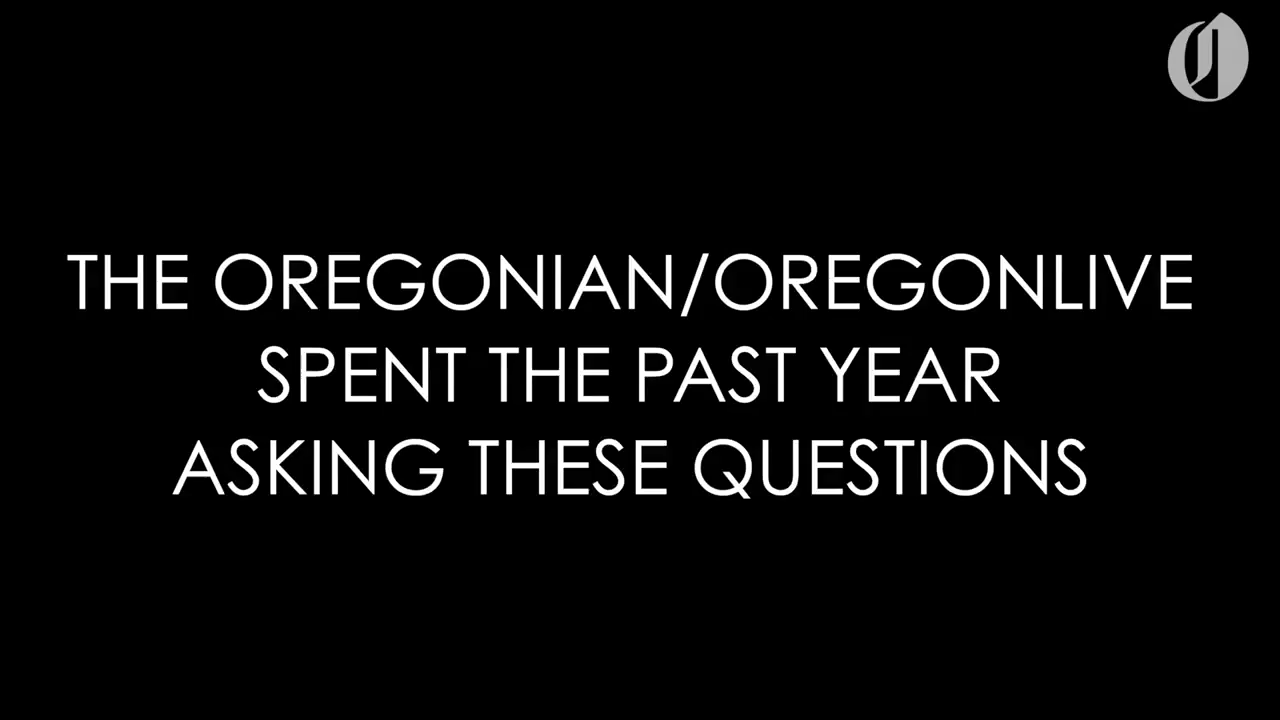 THE OREGONIAN/OREGONLIVE
SPENT THE PAST YEAR
ASKING THESE QUESTIONS